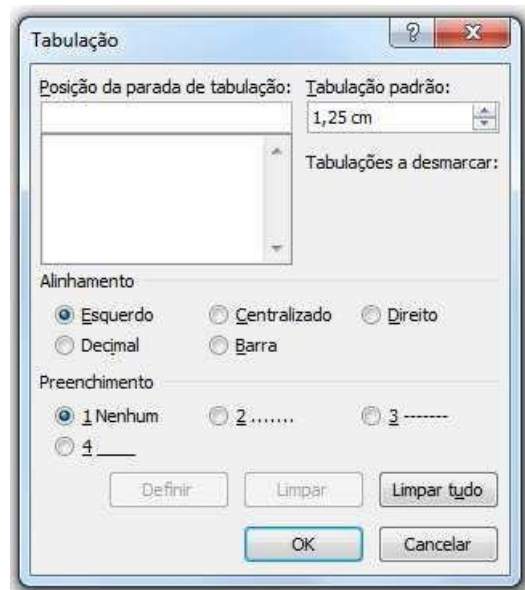 Tabulação
Posição da parada de tabulação: Tabulação padrão:
1,25 cm
Tabulações a desmarcar:
Alinhamento
Esquerdo Centralizado Direito
Decimal Barra
Preenchimento
1 Nenhum 2 ....... 3 -------
4 ____
Definir Limpar Limpar tudo
OK Cancelar